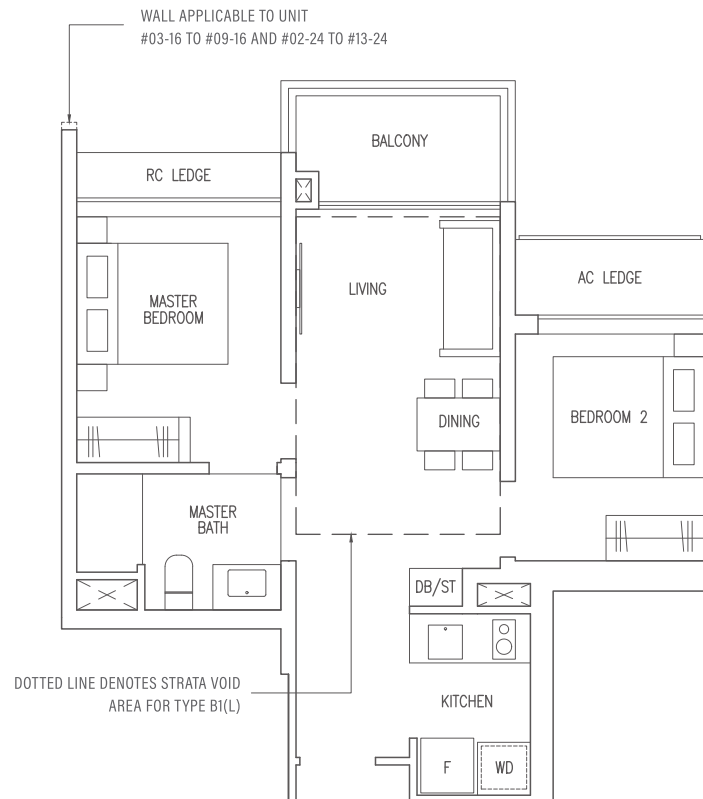 WALL APPLICABLE TO UNIT
#03-16 TO #09-16 AND #02-24 TO #13-24
BALCONY
RC LEDGE
AC LEDGE
LIVING
MASTER
BEDROOM
DINING
BEDROOM 2
MASTER
BATH
DB/ST
DOTTED LINE DENOTES STRATA VOID
AREA FOR TYPE B1(L)
KITCHEN
F
WD